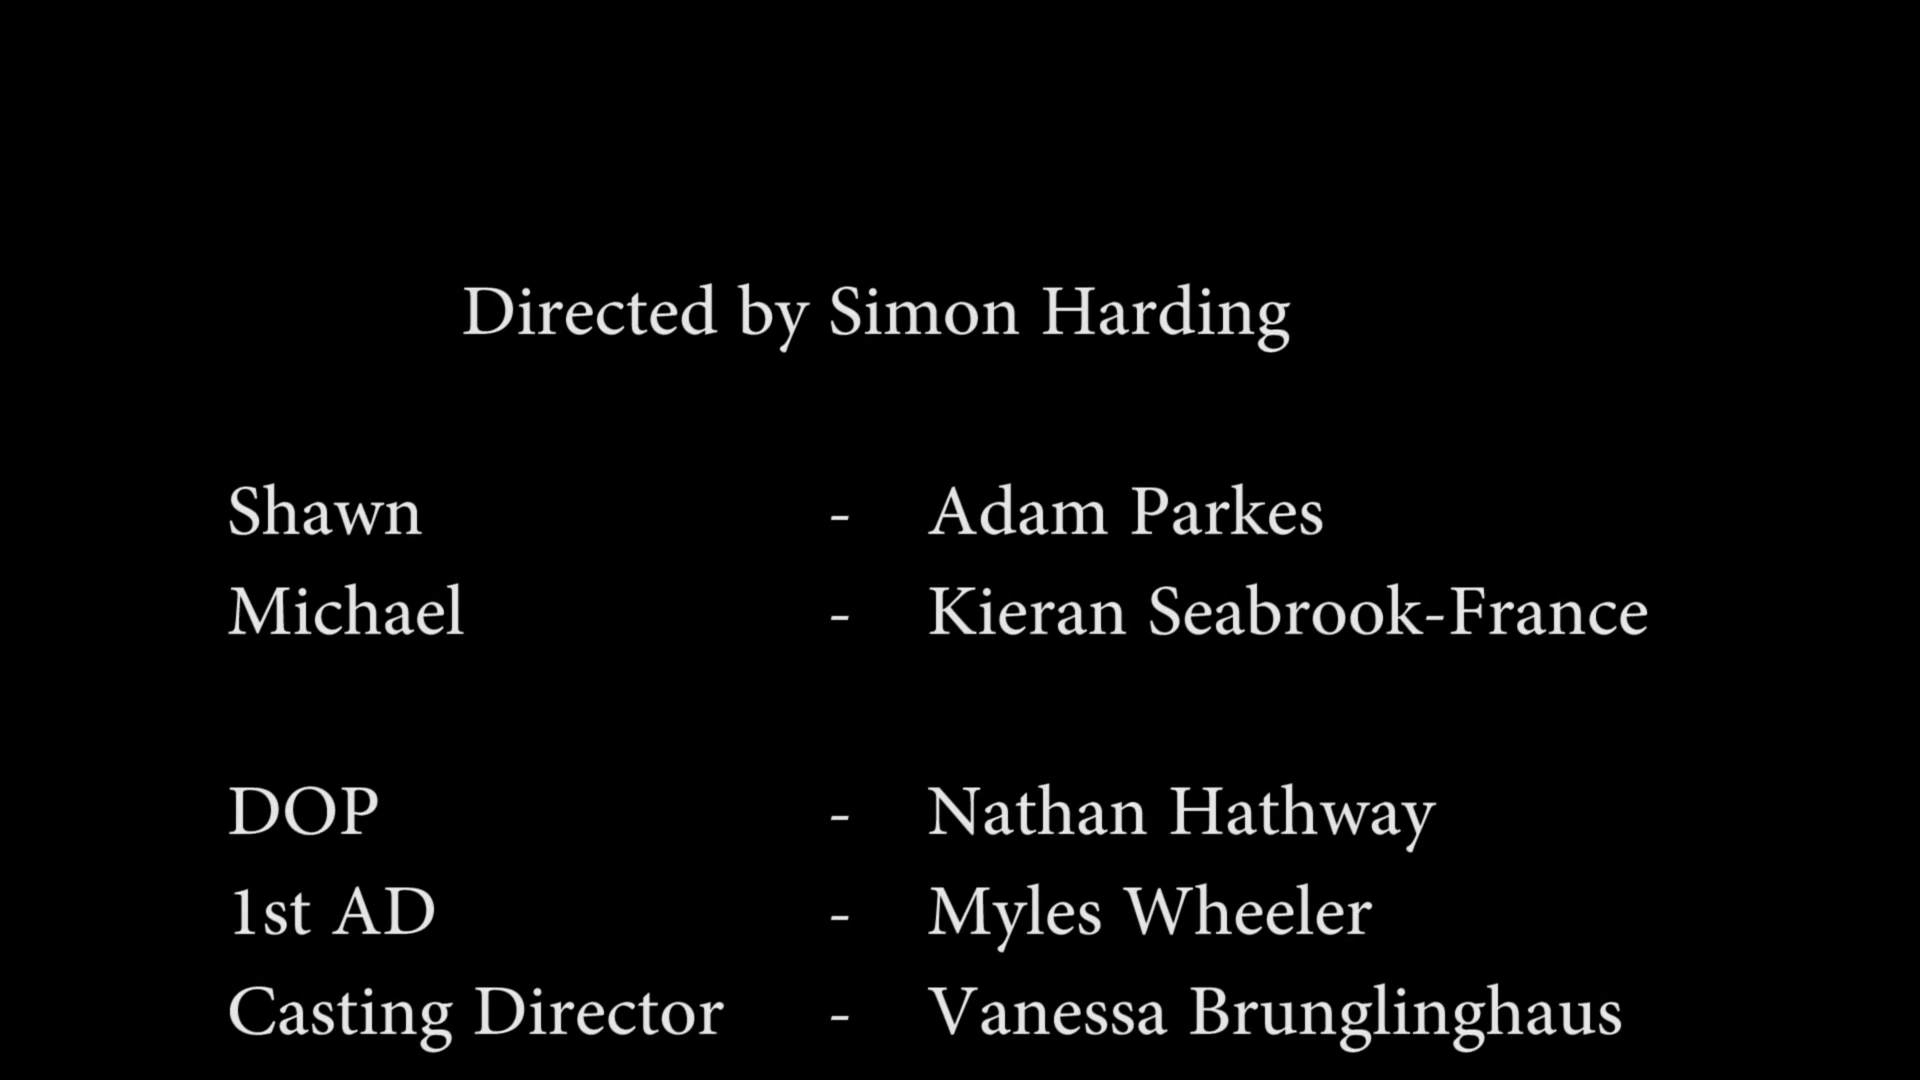 Directed by Simon Harding
Shawn - Adam Parkes
Michael - Kieran Seabrook-France
DOP - Nathan Hathway
1st AD - Myles Wheeler
Casting Director - Vanessa Brunglinghaus